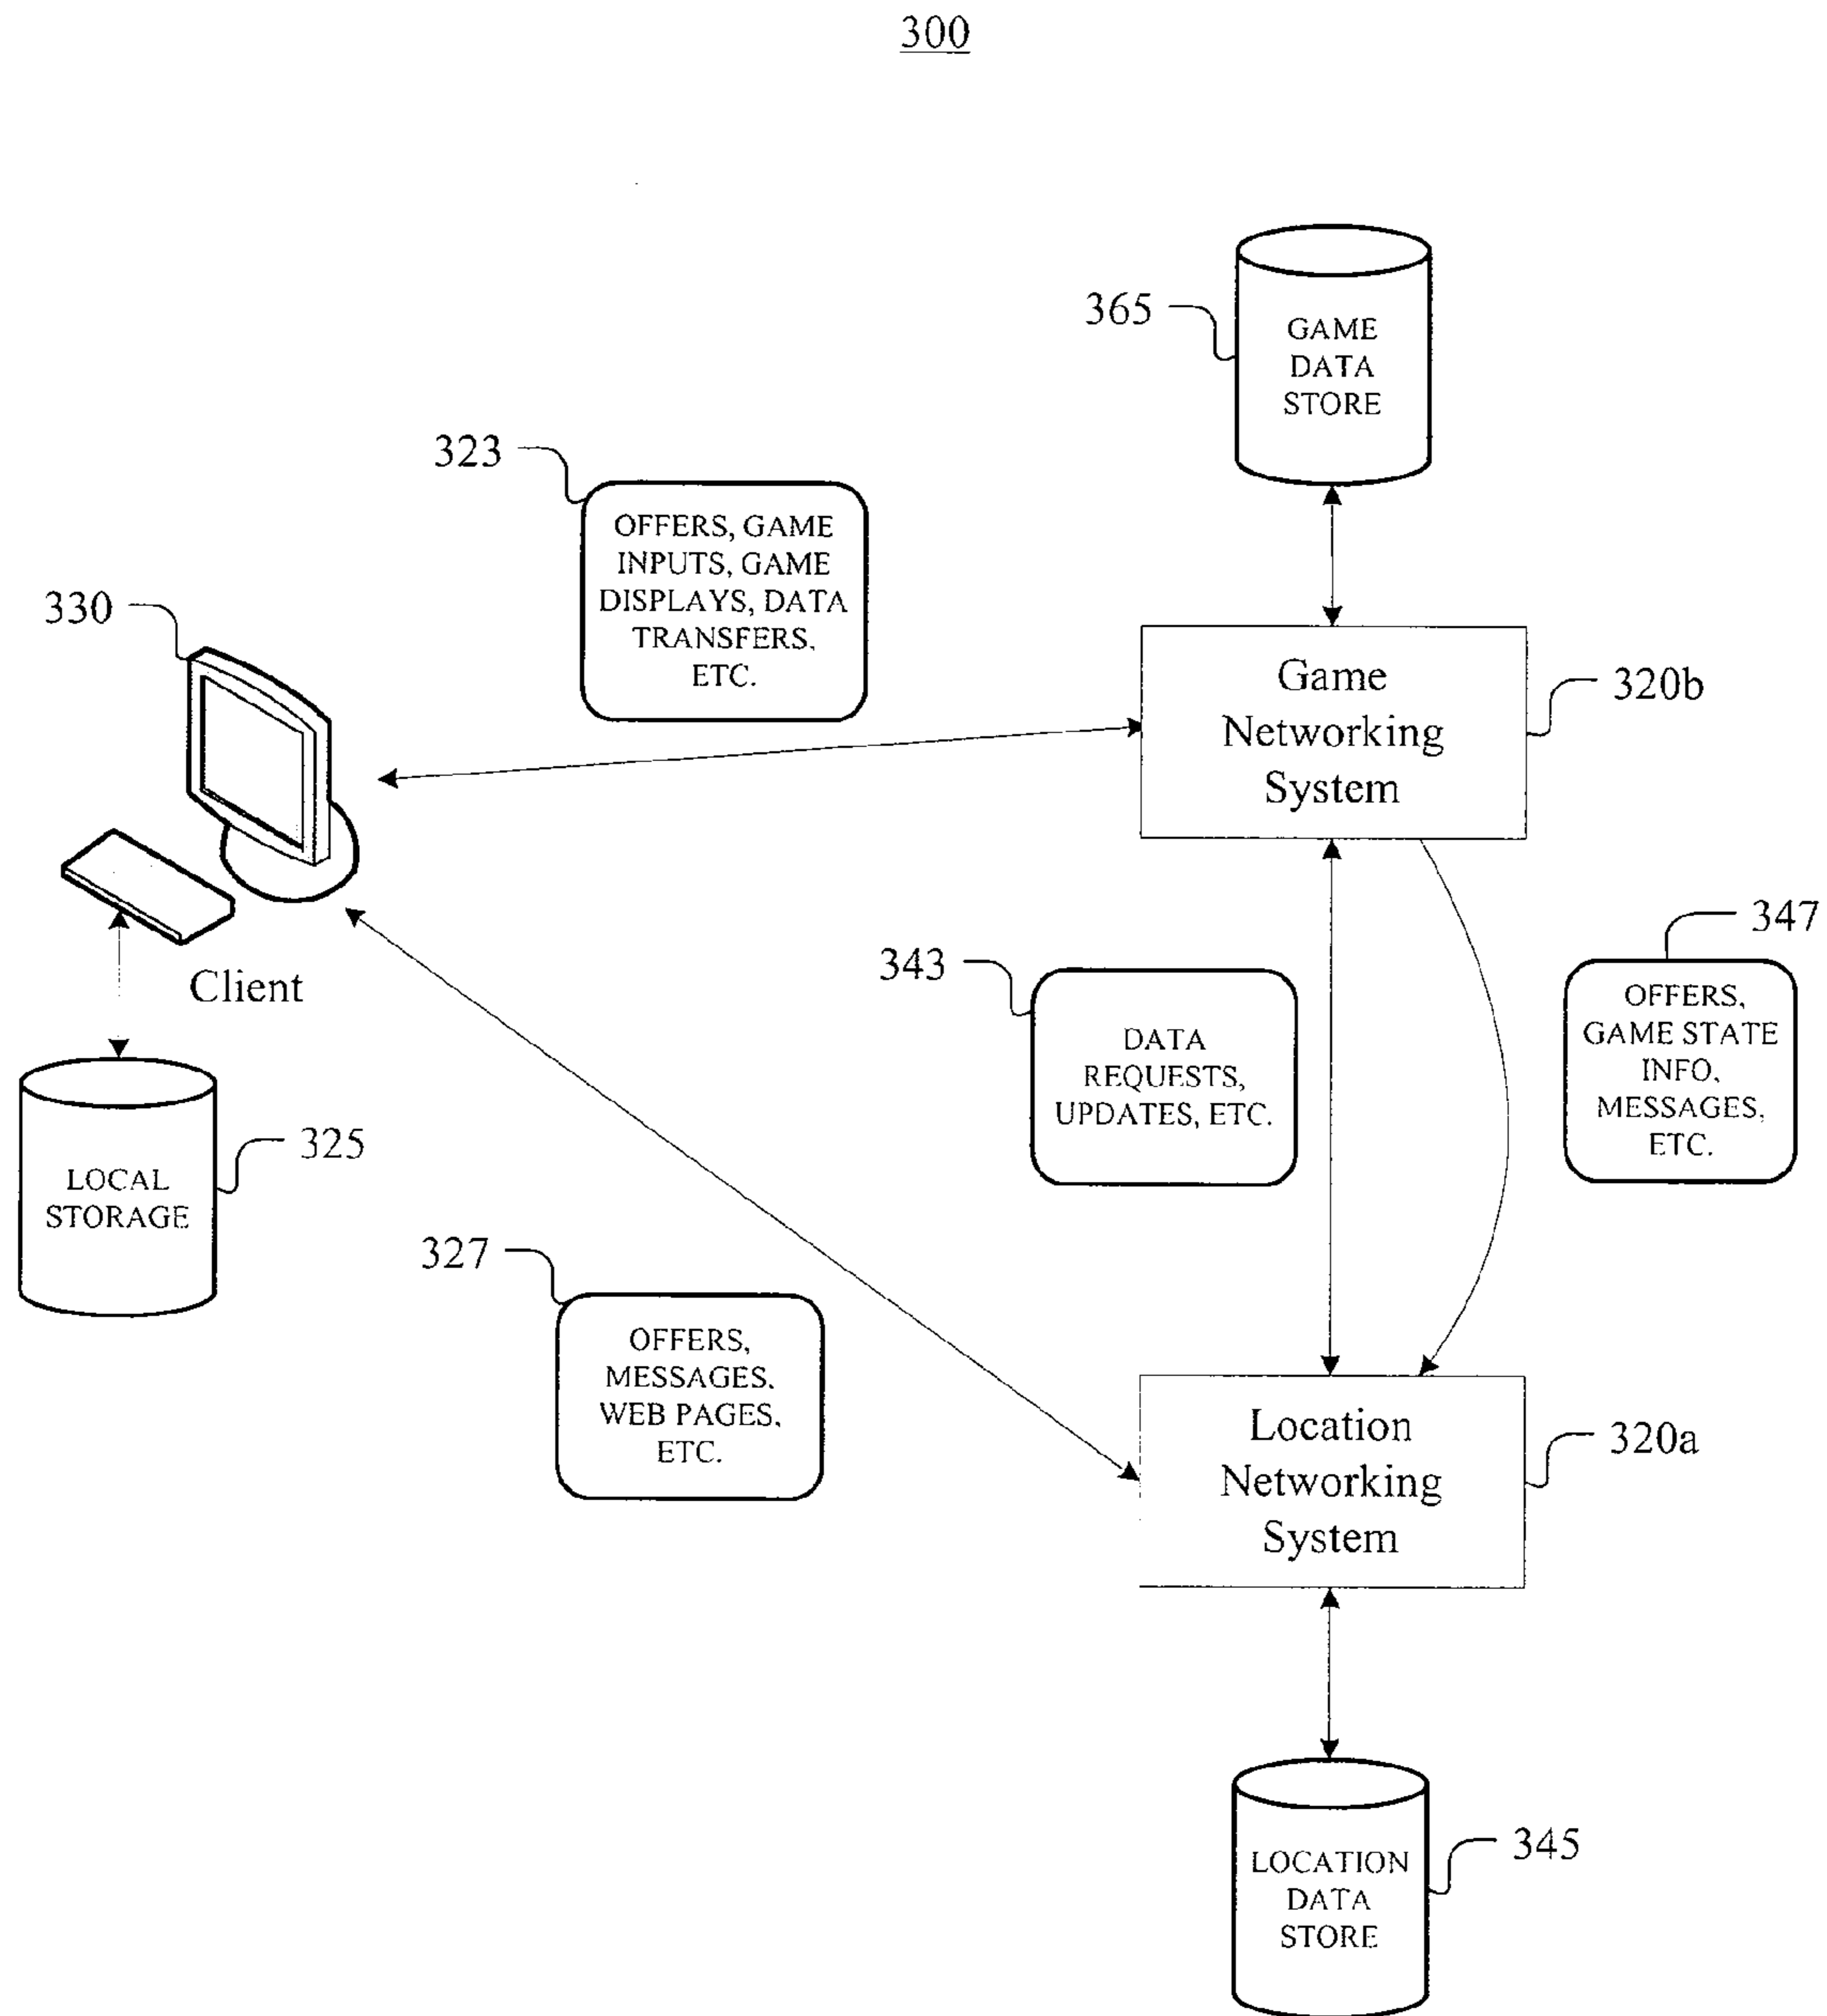 300
365
GAME
DATA
STORE
323
OFFERS, GAME
INPUTS, GAME
DISPLAYS, DATA
TRANSFERS,
ETC.
330
Game
Networking
System
320b
347
343
Client
OFFERS,
GAME STATE
INFO,
MESSAGES,
ETC.
DATA
REQUESTS,
UPDATES, ETC.
325
LOCAL
STORAGE
327
OFFERS,
MESSAGES,
WEB PAGES,
ETC.
Location
Networking
System
320a
345
LOCATION
DATA
STORE